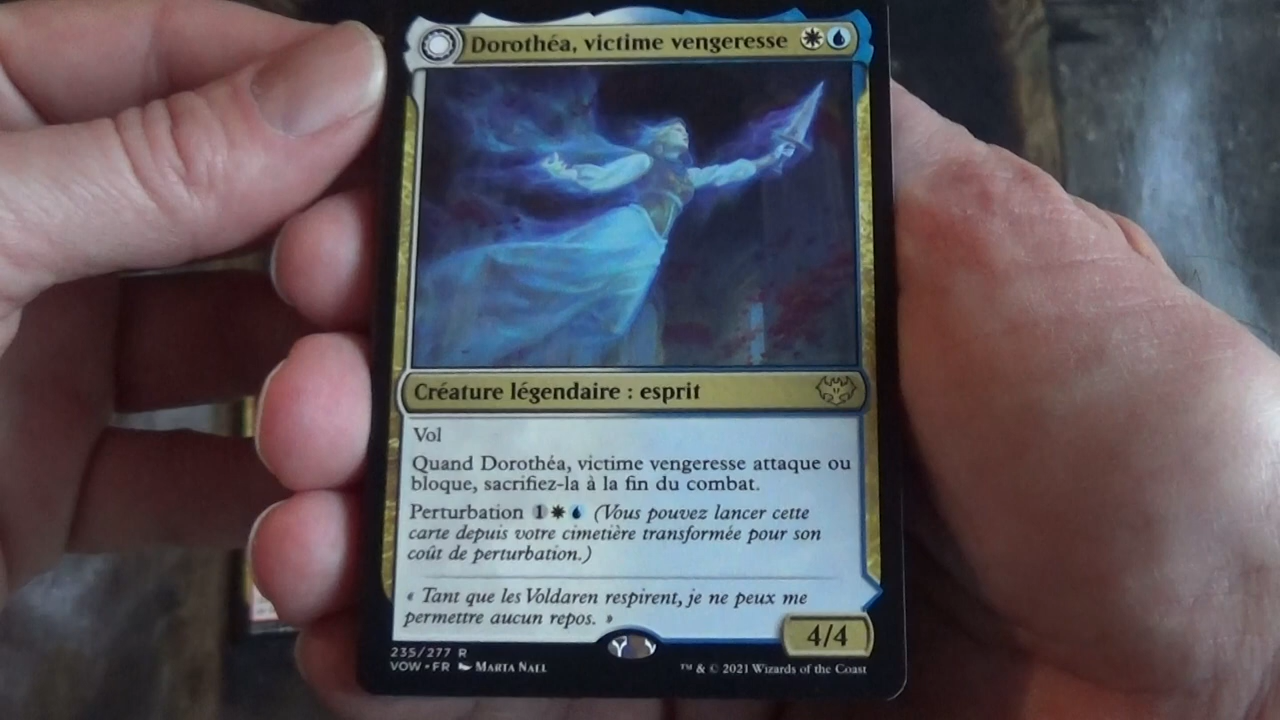 Dorothéa, victime vengeresse
Créature légendaire : esprit
Vol
Quand Dorothéa, victime vengeresse attaque ou
bloque, sacrifiez-la à la fin du combat.
Perturbation 1 (Vous pouvez lancer cette
carte depuis votre cimetière transformée pour son
coût de perturbation.)
« Tant que les Voldaren respirent, je ne peux me
permettre aucun repos. »
4/4
235/277 R
VOW • FR Marta Nael
™ & © 2021 Wizards of the Coast